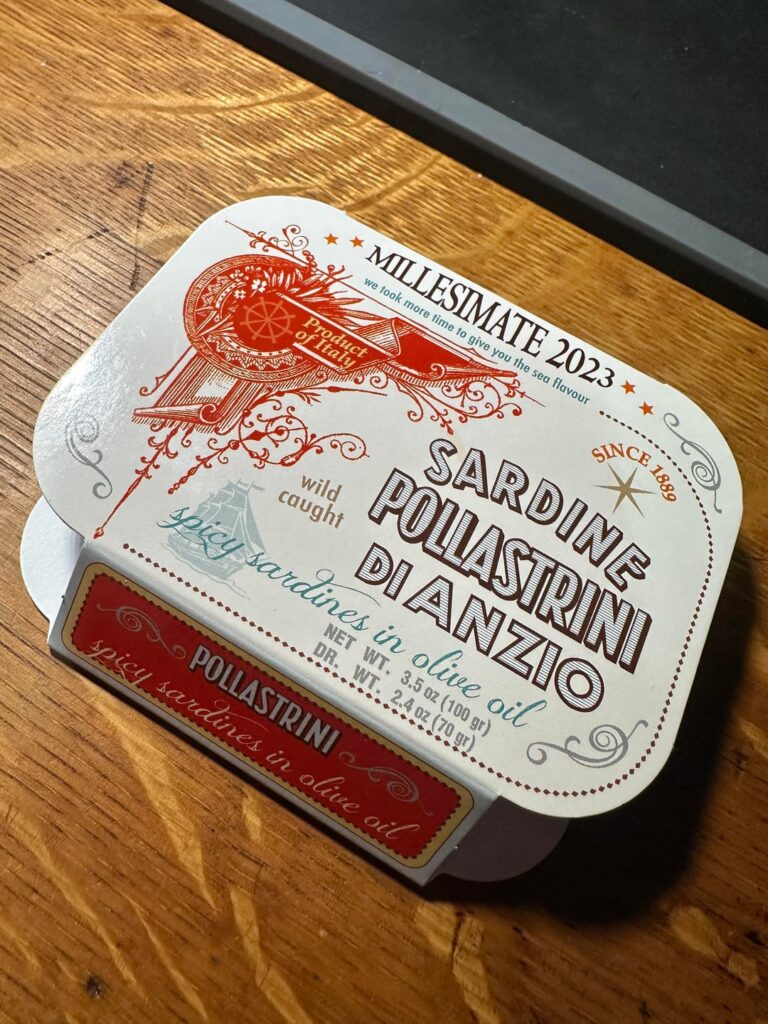 MILLESIMATE 2023
we took more time to give you the sea flavour
Product
of Italy
SINCE 1889
wild
caught
SARDINE
POLLASTRINI
DI ANZIO
spicy sardines in olive oil
NET WT. 3.5 oz (100 gr)
DR. WT. 2.4 oz (70 gr)
POLLASTRINI
spicy sardines in olive oil